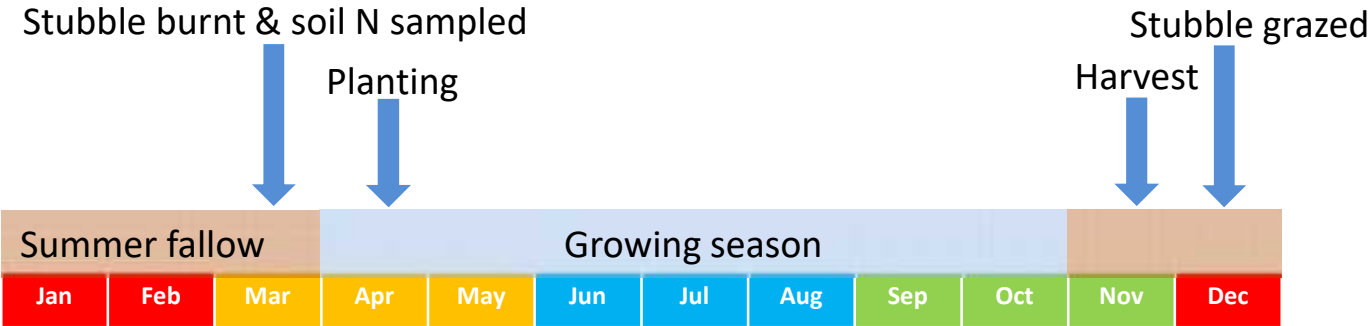 Stubble burnt & soil N sampled
Stubble grazed
Planting
Harvest
Summer fallow
Growing season
Jan
Feb
Mar
Apr
May
Jun
Jul
Aug
Sep
Oct
Nov
Dec